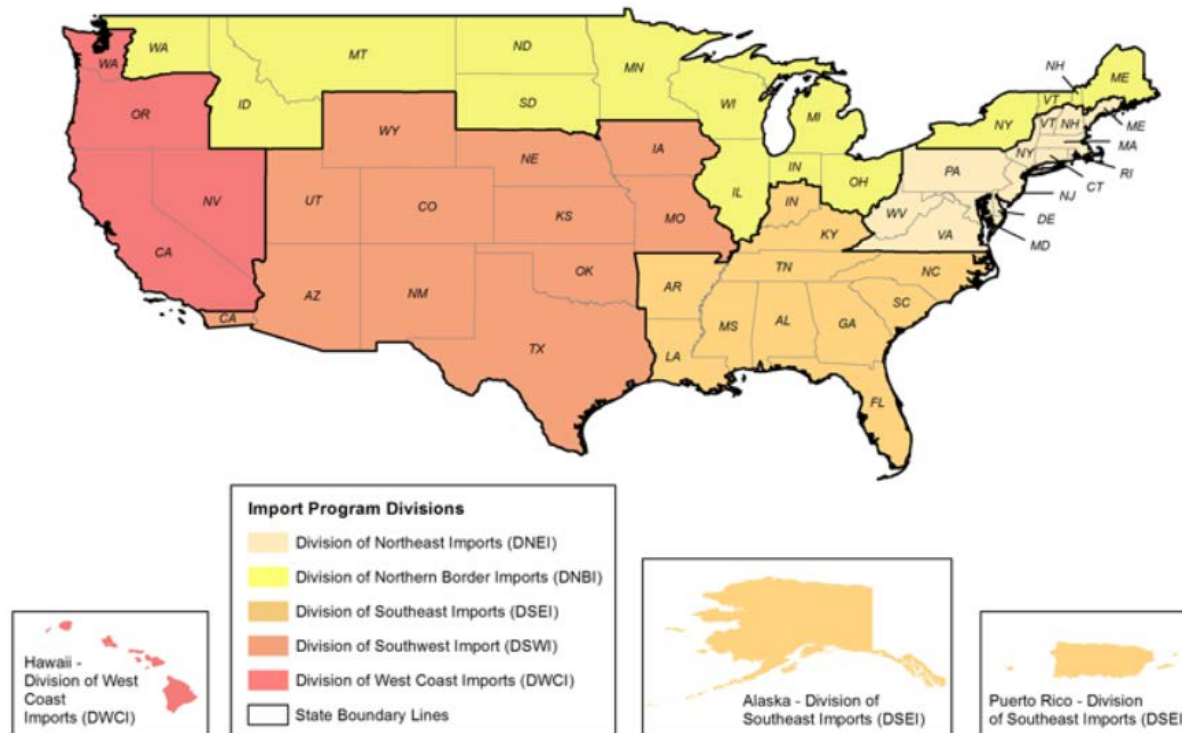 WA
WA
MT
ND
MN
NH
ME
OR
ID
SD
WI
MI
NY
VT
VT
NH
ME
WY
MA
NV
NE
IA
IL
IN
OH
PA
NY
RI
CT
NJ
UT
CO
KS
MO
IN
WV
DE
CA
KY
VA
MD
AZ
NM
OK
TN
NC
CA
AR
SC
TX
MS
AL
GA
LA
FL
Import Program Divisions
Division of Northeast Imports (DNEI)
Division of Northern Border Imports (DNBI)
Division of Southeast Imports (DSEI)
Division of Southwest Import (DSWI)
Division of West Coast Imports (DWCI)
State Boundary Lines
Hawaii -
Division of West
Coast
Imports (DWCI)
Alaska - Division of
Southeast Imports (DSEI)
Puerto Rico - Division
of Southeast Imports (DSEI